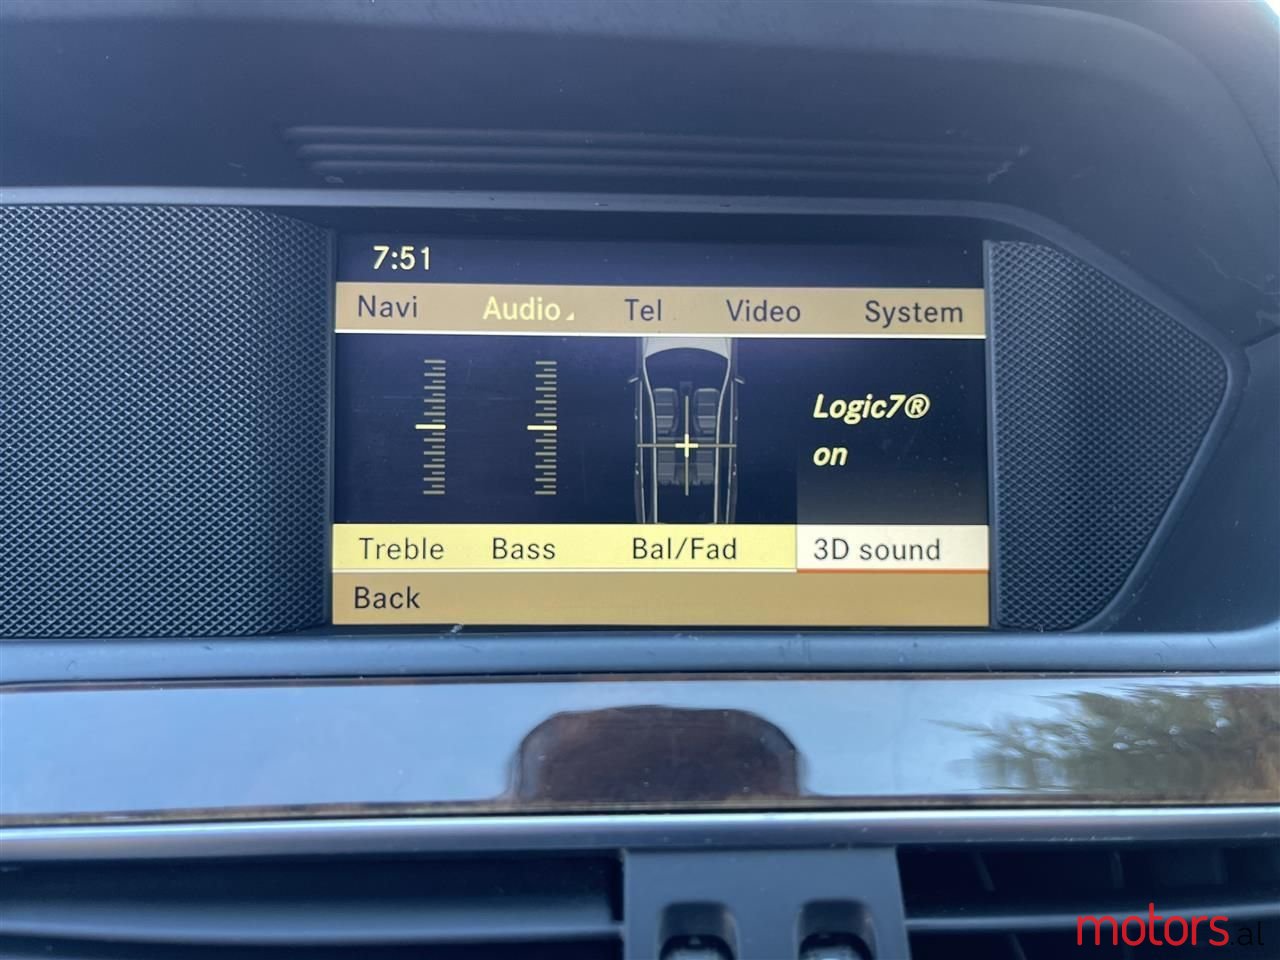 7:51
Navi Audio Tel Video System
Logic7®
on
Treble Bass Bal/Fad 3D sound
Back
motors.al